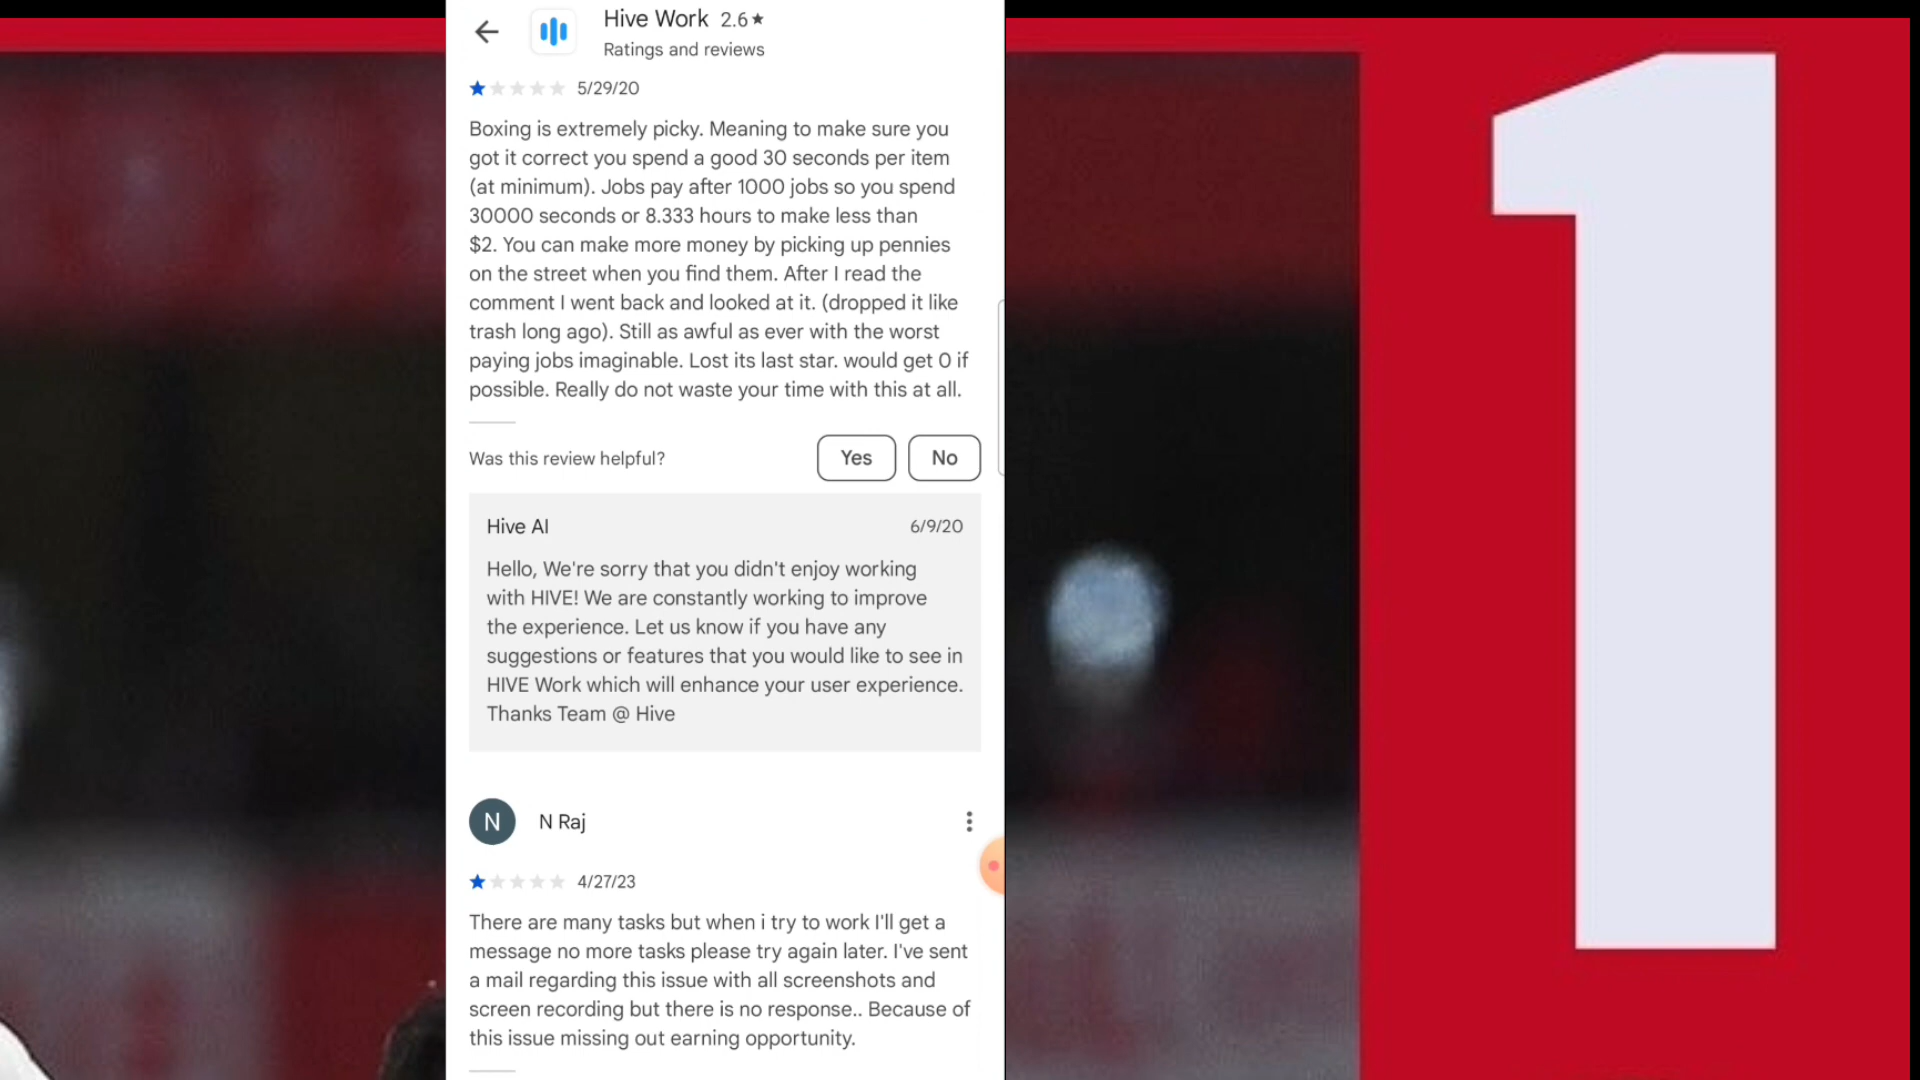 Hive Work 2.6★
Ratings and reviews
5/29/20
Boxing is extremely picky. Meaning to make sure you
got it correct you spend a good 30 seconds per item
(at minimum). Jobs pay after 1000 jobs so you spend
30000 seconds or 8.333 hours to make less than
$2. You can make more money by picking up pennies
on the street when you find them. After I read the
comment I went back and looked at it. (dropped it like
trash long ago). Still as awful as ever with the worst
paying jobs imaginable. Lost its last star. would get 0 if
possible. Really do not waste your time with this at all.
Was this review helpful? Yes No
Hive AI 6/9/20
Hello, We're sorry that you didn't enjoy working
with HIVE! We are constantly working to improve
the experience. Let us know if you have any
suggestions or features that you would like to see in
HIVE Work which will enhance your user experience.
Thanks Team @ Hive
N N Raj
4/27/23
There are many tasks but when i try to work I'll get a
message no more tasks please try again later. I've sent
a mail regarding this issue with all screenshots and
screen recording but there is no response.. Because of
this issue missing out earning opportunity.
1